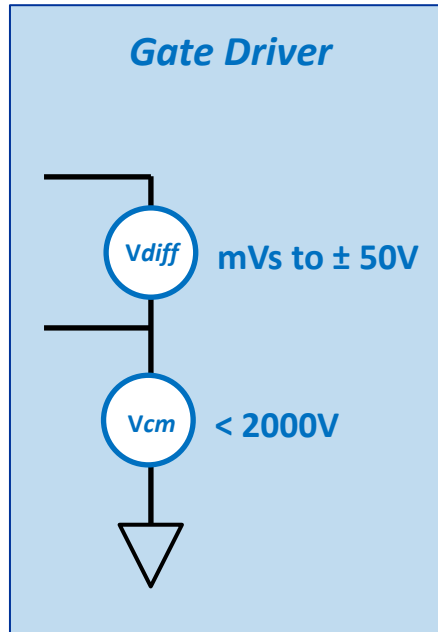 Gate Driver
Vdiff mVs to ± 50V
Vcm < 2000V